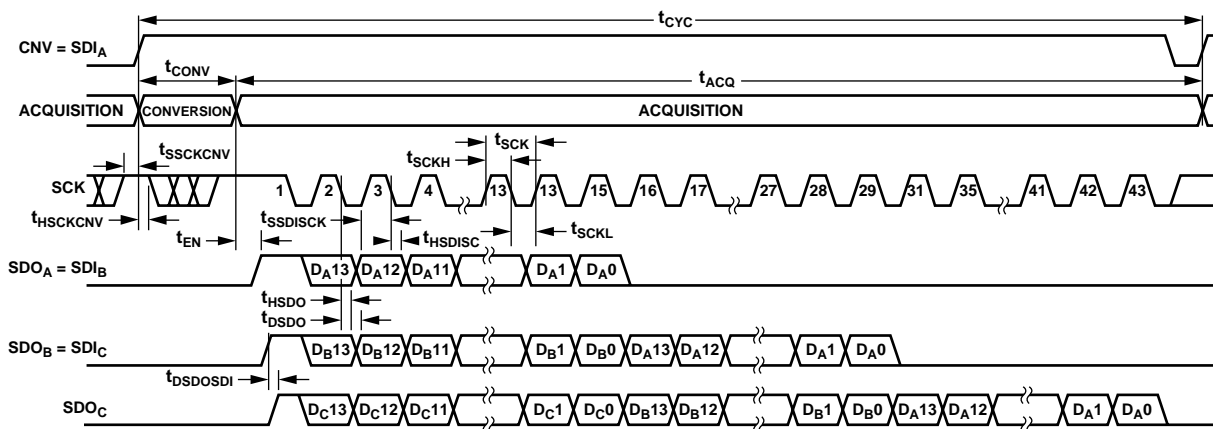 tCYC
CNV = SDIA
tCONV
tACQ
ACQUISITION
CONVERSION
ACQUISITION
tSSCKCNV
tSCK
tSCKH
SCK
1 2 3 4 13 13 15 16 17 27 28 29 31 35 41 42 43
tHSCKCNV
tSSDISCK
tEN
tHSDISC
tSCKL
SDOA = SDIB
DA13 DA12 DA11 DA1 DA0
tHSDO
tDSDO
SDOB = SDIC
DB13 DB12 DB11 DB1 DB0 DA13 DA12 DA1 DA0
tDSDOSDI
SDOC
DC13 DC12 DC11 DC1 DC0 DB13 DB12 DB1 DB0 DA13 DA12 DA1 DA0